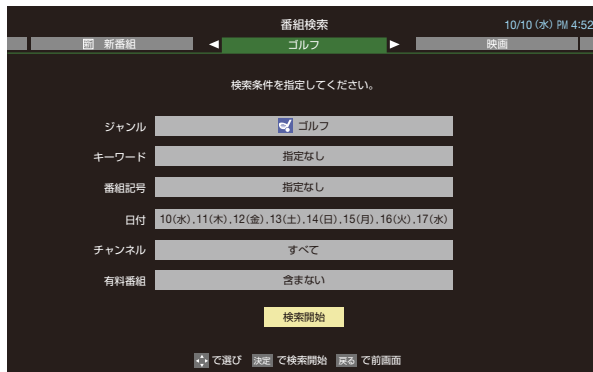 番組検索 10/10 (水) PM 4:52
新番組 ◀ ゴルフ ▶ 映画
検索条件を指定してください。
ジャンル ゴルフ
キーワード 指定なし
番組記号 指定なし
日付 10(水),11(木),12(金),13(土),14(日),15(月),16(火),17(水)
チャンネル すべて
有料番組 含まない
検索開始
で選び 決定 で検索開始 戻る で前画面